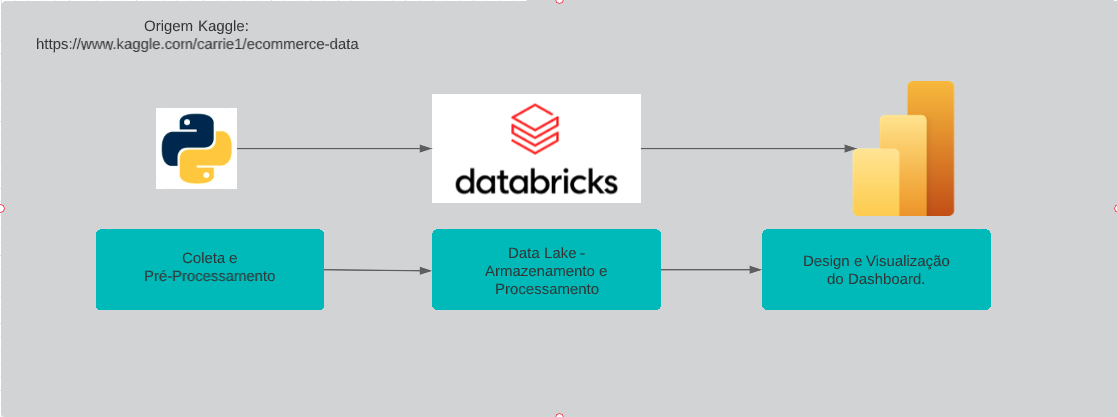 Origem Kaggle:
https://www.kaggle.com/carrie1/ecommerce-data
databricks
Coleta e
Pré-Processamento
Data Lake -
Armazenamento e
Processamento
Design e Visualização
do Dashboard.